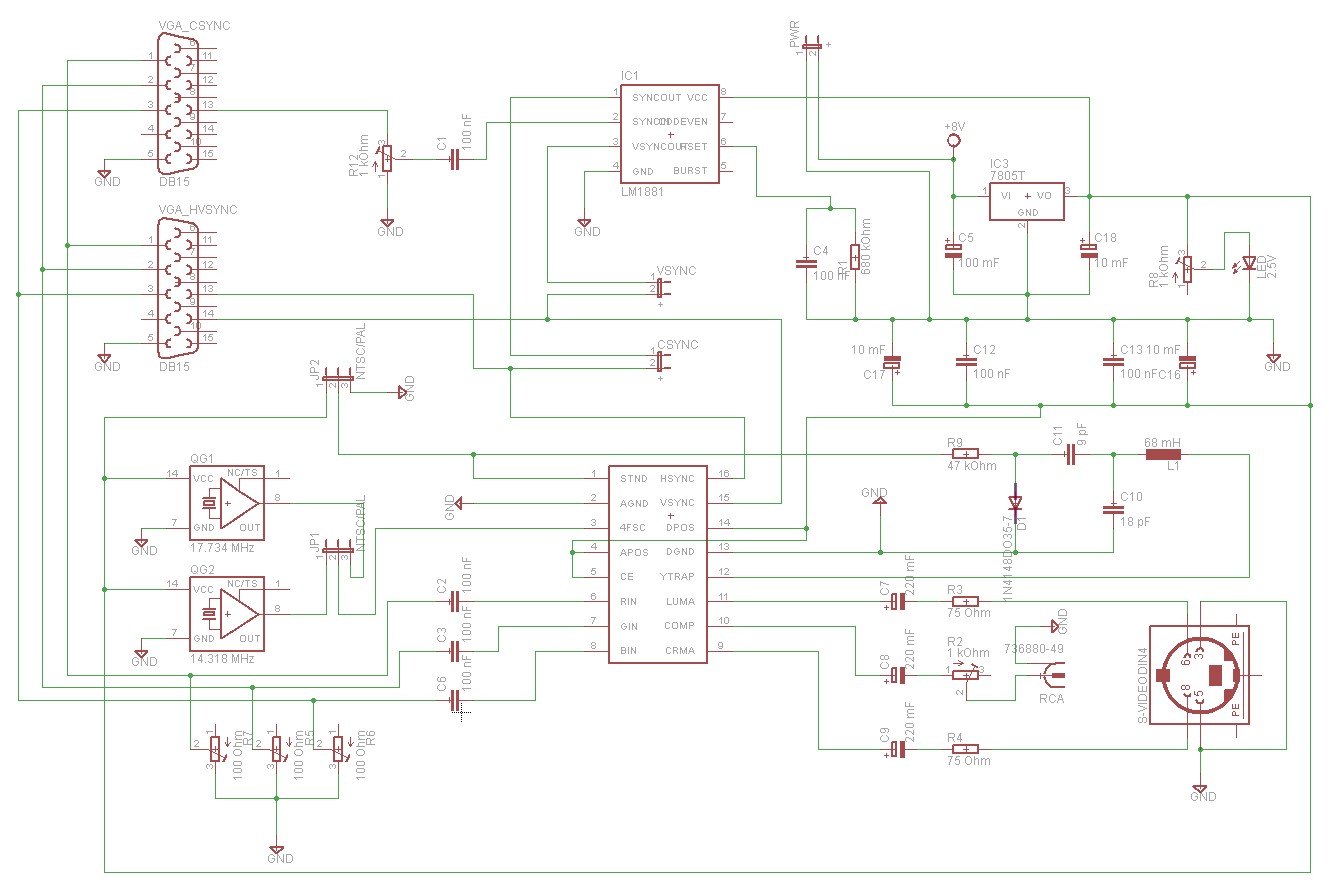 VGA_CSYNC
1
2
3
4
5
6
7
8
9
10
11
12
13
14
15
GND
DB15
VGA_HVSYNC
1
2
3
4
5
6
7
8
9
10
11
12
13
14
15
GND
DB15
R12
1 kOhm
1
2
3
GND
C1
100 nF
IC1
1
2
3
4
8
7
6
5
SYNCOUT VCC
VSYNCOUT RSET
GND BURST
LM1881
GND
PWR
1
2
+
+8V
IC3
7805T
1
VI
VO
3
GND
2
C5
100 mF
C18
10 mF
R8
1 kOhm
1
2
3
LED
2.5V
C4
100 nF
680 kOhm
VSYNC
1
2
+
CSYNC
1
2
+
10 mF
C17
C12
100 nF
C13
100 nF
10 mF
C16
GND
JP2
1
2
3
NTSC/PAL
GND
QG1
14
VCC
NC/TS
1
8
7
GND
OUT
17.734 MHz
GND
QG2
14
VCC
NC/TS
1
8
7
GND
OUT
14.318 MHz
GND
JP1
1
2
3
NTSC/PAL
GND
1 STND HSYNC 16
2 AGND VSYNC 15
3 4FSC DPOS 14
4 APOS DGND 13
5 CE YTRAP 12
6 RIN LUMA 11
7 GIN COMP 10
8 BIN CRMA 9
C2
100 nF
C3
100 nF
C6
100 nF
R9
47 kOhm
C11
9 pF
68 mH
L1
GND
D1
1N4148DO35-7
C10
18 pF
C7
220 mF
R3
75 Ohm
C8
220 mF
R2
1 kOhm
1
2
3
GND
736880-49
RCA
C9
220 mF
R4
75 Ohm
S-VIDEODIN4
6
3
8
5
PE
PE
GND
1
2
3
100 Ohm
R7
1
2
3
100 Ohm
R5
1
2
3
100 Ohm
R6
GND